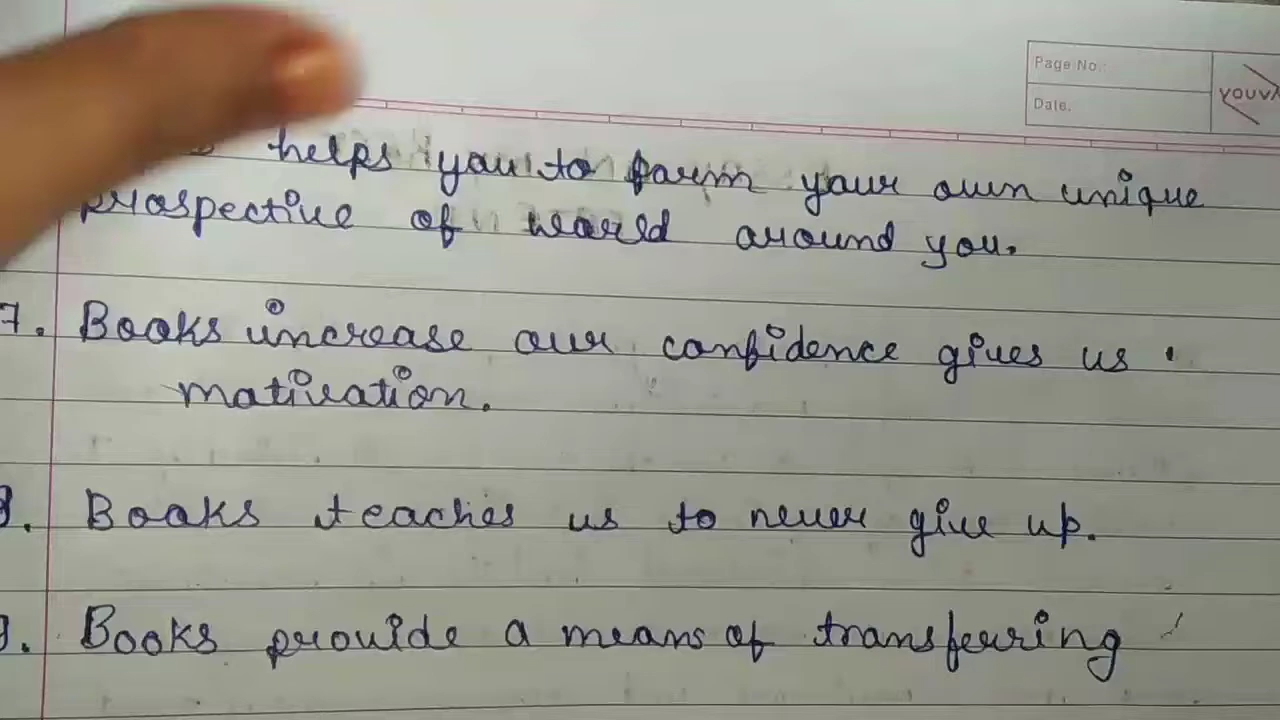 Page No.:
Date.
helps you to form your own unique
prospective of world around you.
7. Books increase our confidence gives us
motivation.
8. Books teaches us to never give up.
9. Books provide a means of transferring